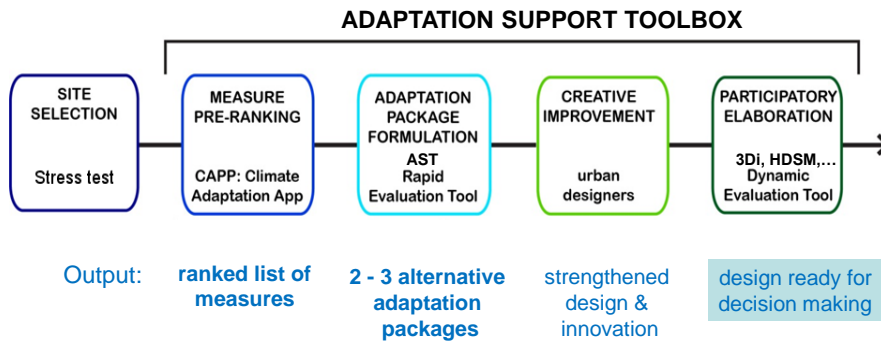 ADAPTATION SUPPORT TOOLBOX
SITE
SELECTION
Stress test
MEASURE
PRE-RANKING
CAPP: Climate
Adaptation App
ADAPTATION
PACKAGE
FORMULATION
AST
Rapid
Evaluation Tool
CREATIVE
IMPROVEMENT
urban
designers
PARTICIPATORY
ELABORATION
3Di, HDSM,...
Dynamic
Evaluation Tool
Output:
ranked list of
measures
2 - 3 alternative
adaptation
packages
strengthened
design &
innovation
design ready for
decision making